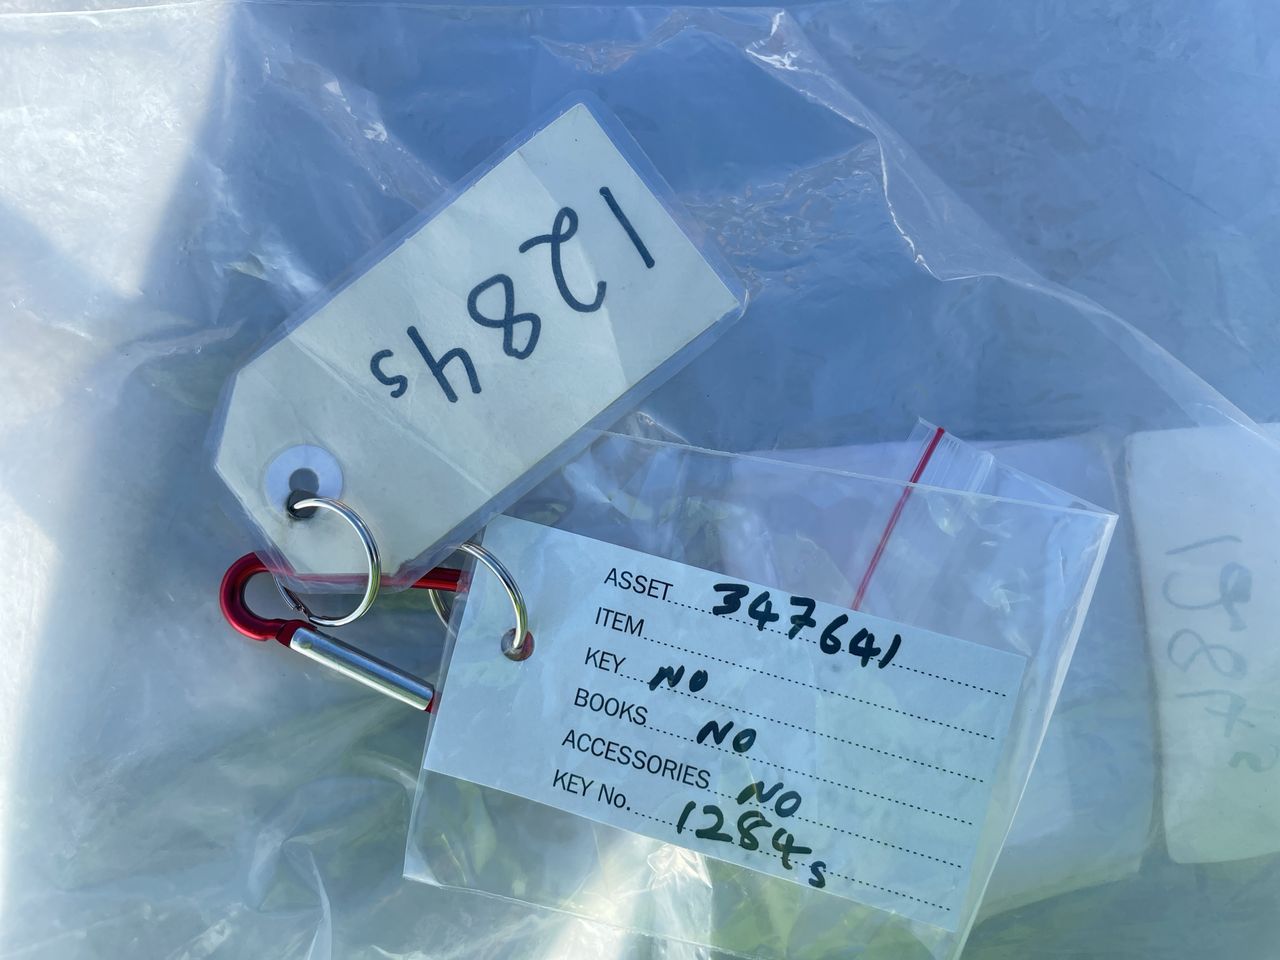 1284s
ASSET 347641
ITEM
KEY NO
BOOKS NO
ACCESSORIES NO
KEY No. 1284s